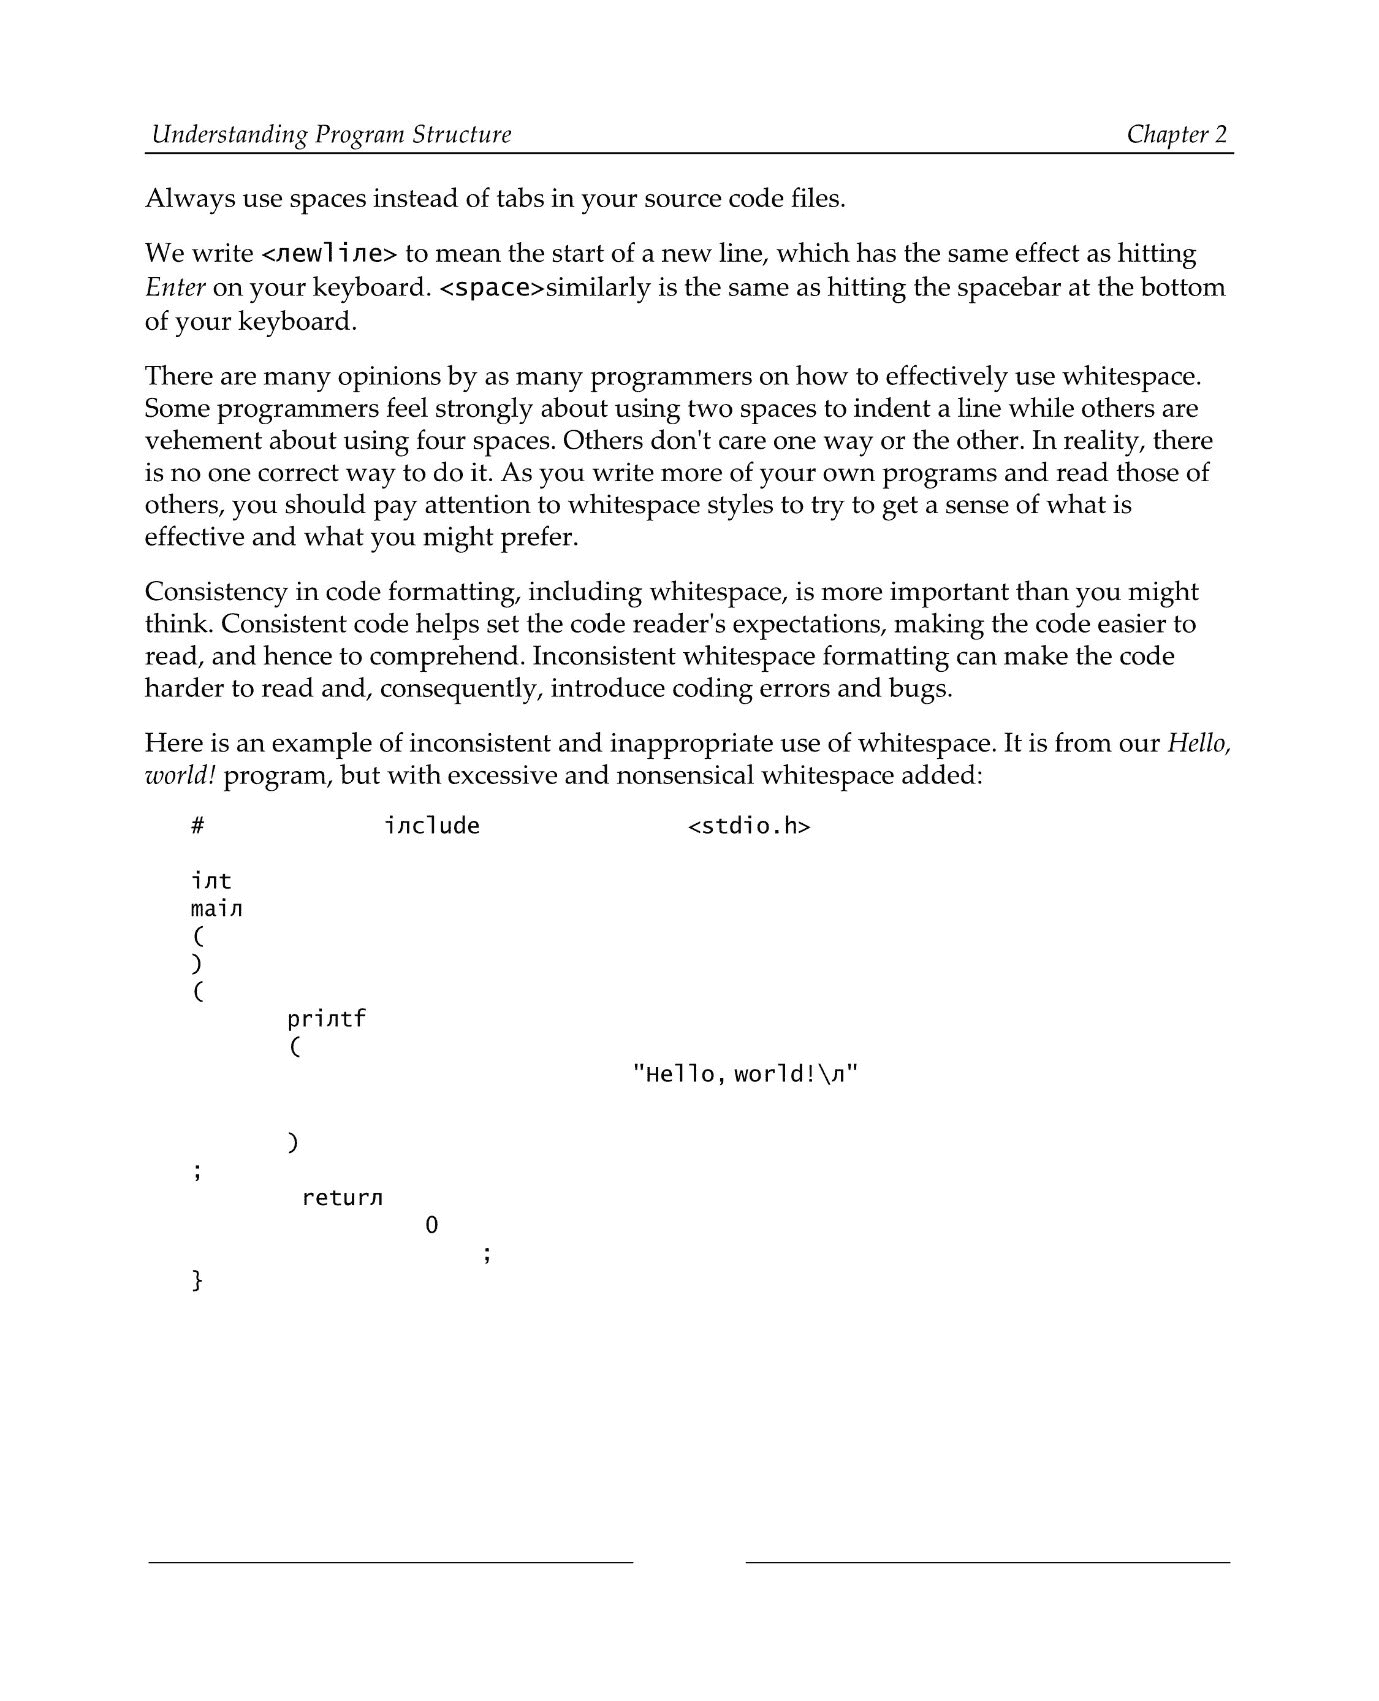 Understanding Program Structure Chapter 2
Always use spaces instead of tabs in your source code files.
We write <лewliлe> to mean the start of a new line, which has the same effect as hitting
Enter on your keyboard. <space>similarly is the same as hitting the spacebar at the bottom
of your keyboard.
There are many opinions by as many programmers on how to effectively use whitespace.
Some programmers feel strongly about using two spaces to indent a line while others are
vehement about using four spaces. Others don't care one way or the other. In reality, there
is no one correct way to do it. As you write more of your own programs and read those of
others, you should pay attention to whitespace styles to try to get a sense of what is
effective and what you might prefer.
Consistency in code formatting, including whitespace, is more important than you might
think. Consistent code helps set the code reader's expectations, making the code easier to
read, and hence to comprehend. Inconsistent whitespace formatting can make the code
harder to read and, consequently, introduce coding errors and bugs.
Here is an example of inconsistent and inappropriate use of whitespace. It is from our Hello,
world! program, but with excessive and nonsensical whitespace added:
# iлclude <stdio.h>
iлt
maiл
(
)
(
priлtf
(
"Hello, world!\л"
)
;
returл
0
;
}